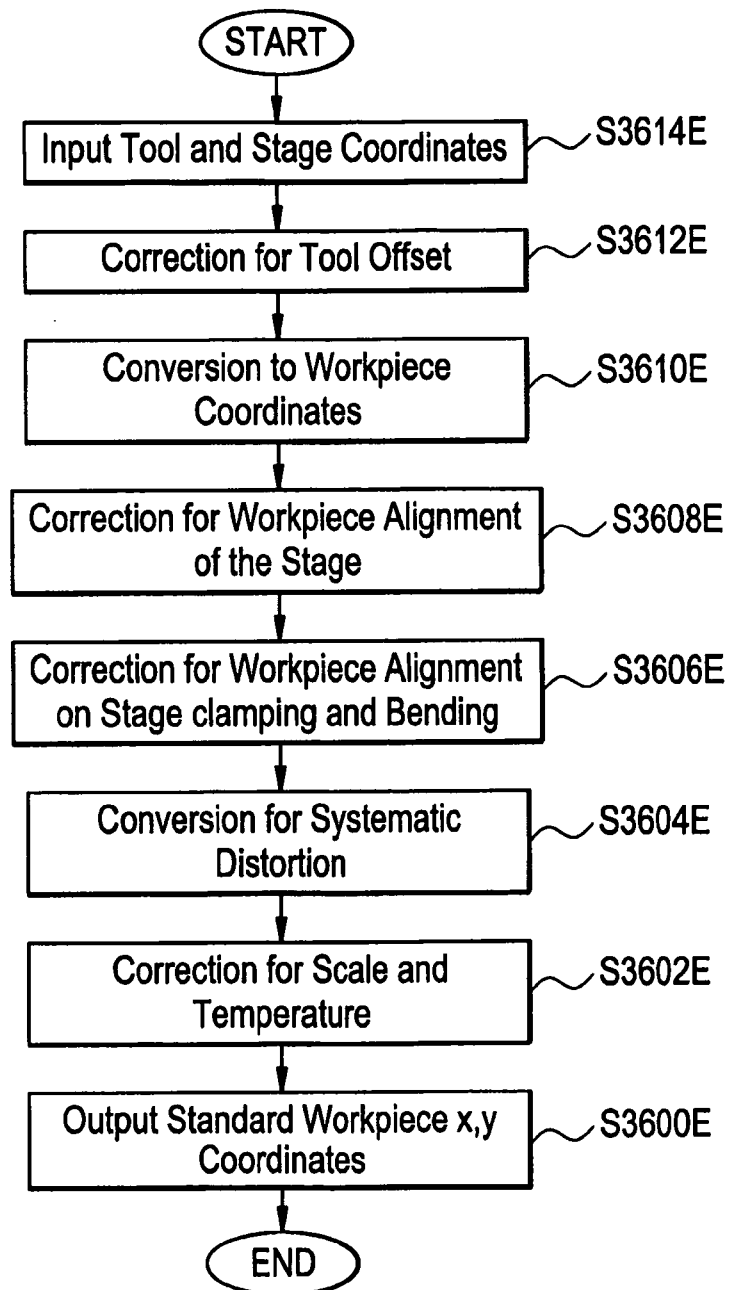 START
Input Tool and Stage Coordinates
S3614E
Correction for Tool Offset
S3612E
Conversion to Workpiece
Coordinates
S3610E
Correction for Workpiece Alignment
of the Stage
S3608E
Correction for Workpiece Alignment
on Stage clamping and Bending
S3606E
Conversion for Systematic
Distortion
S3604E
Correction for Scale and
Temperature
S3602E
Output Standard Workpiece x,y
Coordinates
S3600E
END